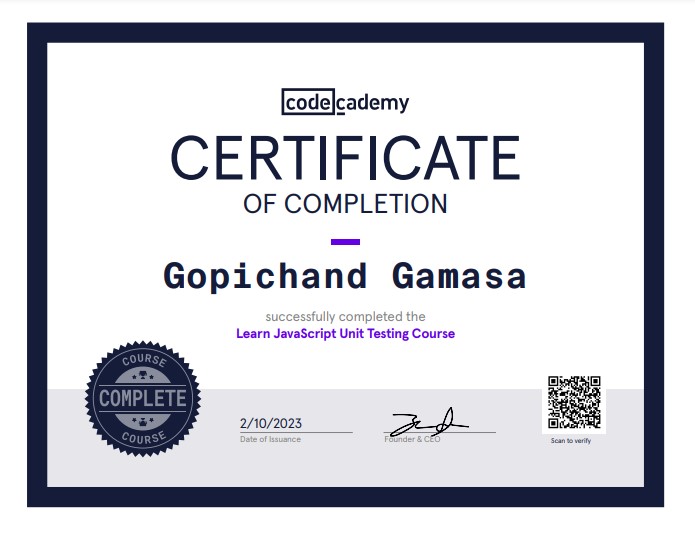 codecademy
CERTIFICATE
OF COMPLETION
Gopichand Gamasa
successfully completed the
Learn JavaScript Unit Testing Course
COURSE
COMPLETE
COURSE
2/10/2023
Date of Issuance
Founder & CEO
Scan to verify